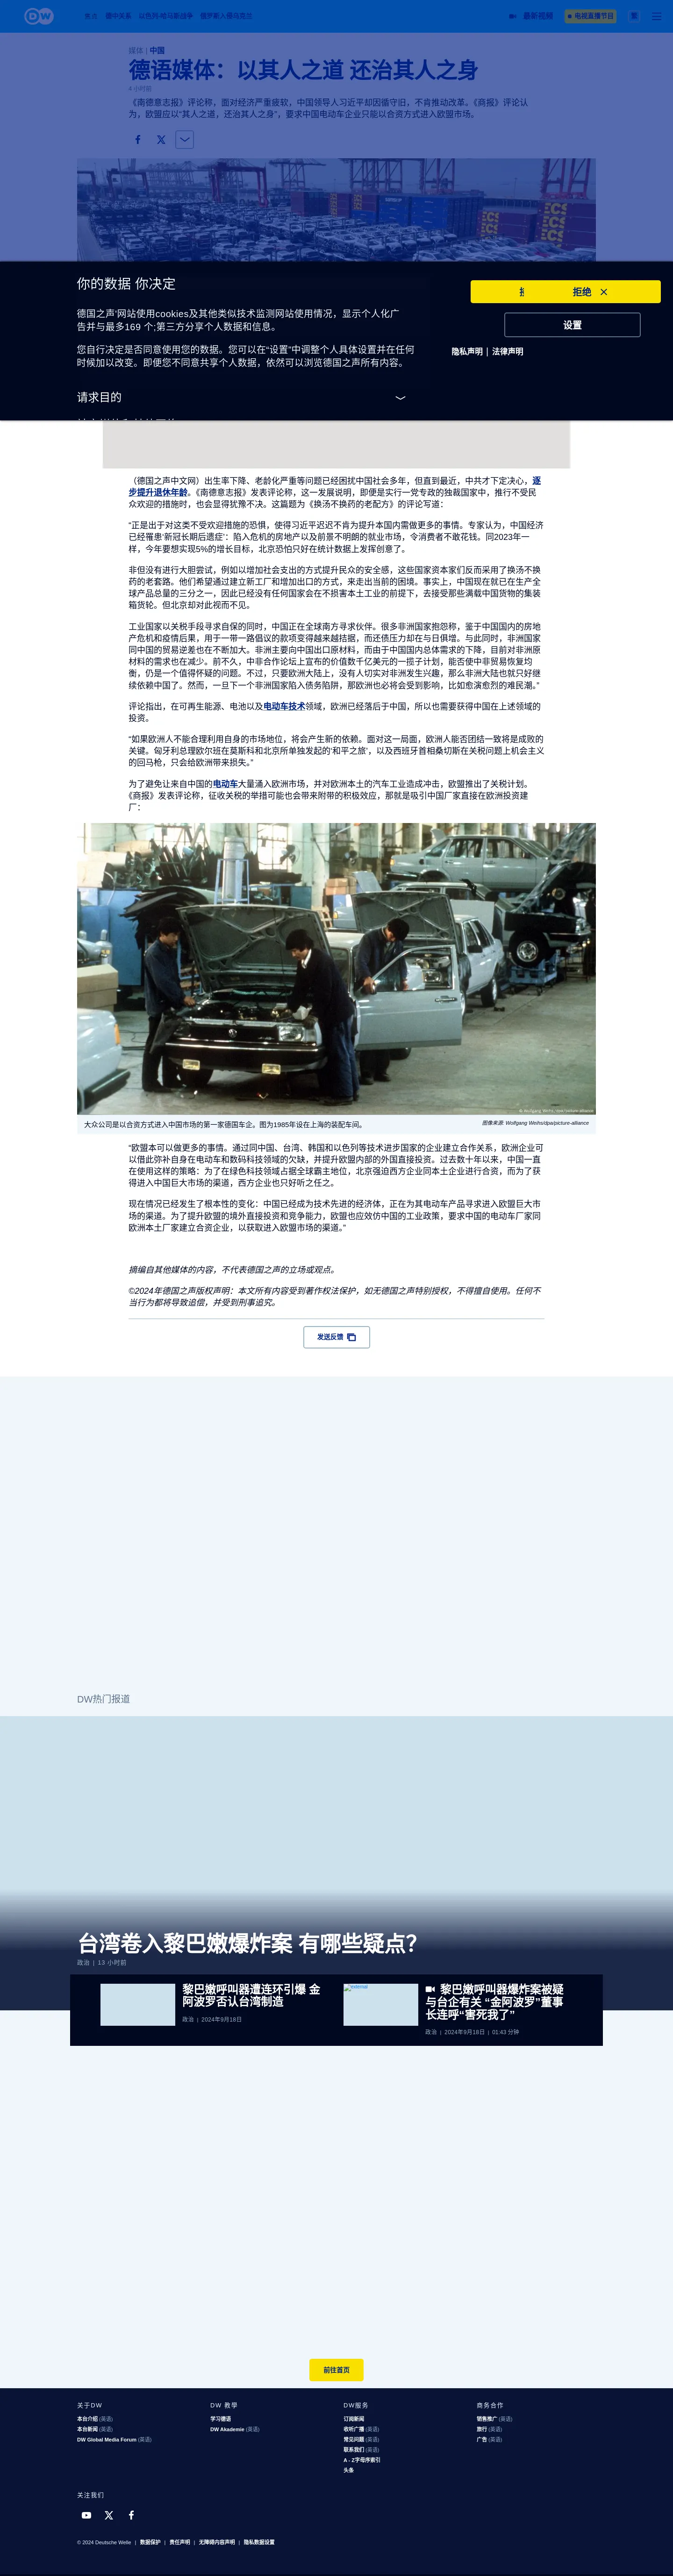 DW
重点 德中关系 以色列-哈马斯战争 俄罗斯入侵乌克兰
最新视频
电视直播节目
繁
媒体 | 中国
德语媒体：以其人之道 还治其人之身
4 小时前
《南德意志报》评论称，面对经济严重疲软，中国领导人习近平却因循守旧，不肯推动改革。《商报》评论认
为，欧盟应以“其人之道，还治其人之身”，要求中国电动车企业只能以合资方式进入欧盟市场。
你的数据 你决定
德国之声'网站使用cookies及其他类似技术监测网站使用情况，显示个人化广
告并与最多169 个;第三方分享个人数据和信息。
您自行决定是否同意使用您的数据。您可以在“设置”中调整个人具体设置并在任何
时候加以改变。即便您不同意共享个人数据，依然可以浏览德国之声所有内容。
请求目的
拒绝
设置
隐私声明 | 法律声明
（德国之声中文网）出生率下降、老龄化严重等问题已经困扰中国社会多年，但直到最近，中共才下定决心，逐
步提升退休年龄。《南德意志报》发表评论称，这一发展说明，即便是实行一党专政的独裁国家中，推行不受民
众欢迎的措施时，也会显得犹豫不决。这篇题为《换汤不换药的老配方》的评论写道：
“正是出于对这类不受欢迎措施的恐惧，使得习近平迟迟不肯为提升本国内需做更多的事情。专家认为，中国经济
已经罹患‘新冠长期后遗症’：陷入危机的房地产以及前景不明朗的就业市场，令消费者不敢花钱。同2023年一
样，今年要想实现5%的增长目标，北京恐怕只好在统计数据上发挥创意了。
非但没有进行大胆尝试，例如以增加社会支出的方式提升民众的安全感，这些国家资本家们反而采用了换汤不换
药的老套路。他们希望通过建立新工厂和增加出口的方式，来走出当前的困境。事实上，中国现在就已在生产全
球产品总量的三分之一，因此已经没有任何国家会在不损害本土工业的前提下，去接受那些满载中国货物的集装
箱货轮。但北京却对此视而不见。
工业国家以关税手段寻求自保的同时，中国正在全球南方寻求伙伴。很多非洲国家抱怨称，鉴于中国国内的房地
产危机和疫情后果，用于一带一路倡议的款项变得越来越拮据，而还债压力却在与日俱增。与此同时，非洲国家
同中国的贸易逆差也在不断加大。非洲主要向中国出口原材料，而由于中国国内总体需求的下降，目前对非洲原
材料的需求也在减少。前不久，中非合作论坛上宣布的价值数千亿美元的一揽子计划，能否使中非贸易恢复均
衡，仍是一个值得怀疑的问题。不过，只要欧洲大陆上，没有人切实对非洲发生兴趣，那么非洲大陆也就只好继
续依赖中国了。然而，一旦下一个非洲国家陷入债务陷阱，那欧洲也必将会受到影响，比如愈演愈烈的难民潮。”
评论指出，在可再生能源、电池以及电动车技术领域，欧洲已经落后于中国，所以也需要获得中国在上述领域的
投资。
“如果欧洲人不能合理利用自身的市场地位，将会产生新的依赖。面对这一局面，欧洲人能否团结一致将是成败的
关键。匈牙利总理欧尔班在莫斯科和北京所单独发起的‘和平之旅’，以及西班牙首相桑切斯在关税问题上机会主义
的回马枪，只会给欧洲带来损失。”
为了避免让来自中国的电动车大量涌入欧洲市场，并对欧洲本土的汽车工业造成冲击，欧盟推出了关税计划。
《商报》发表评论称，征收关税的举措可能也会带来附带的积极效应，那就是吸引中国厂家直接在欧洲投资建
厂：
© Wolfgang Weihs, dpa/picture-alliance
大众公司是以合资方式进入中国市场的第一家德国车企。图为1985年设在上海的装配车间。
图像来源: Wolfgang Weihs/dpa/picture-alliance
“欧盟本可以做更多的事情。通过同中国、台湾、韩国和以色列等技术进步国家的企业建立合作关系，欧洲企业可
以借此弥补自身在电动车和数码科技领域的欠缺，并提升欧盟内部的外国直接投资。过去数十年以来，中国一直
在使用这样的策略：为了在绿色科技领域占据全球霸主地位，北京强迫西方企业同本土企业进行合资，而为了获
得进入中国巨大市场的渠道，西方企业也只好听之任之。
现在情况已经发生了根本性的变化：中国已经成为技术先进的经济体，正在为其电动车产品寻求进入欧盟巨大市
场的渠道。为了提升欧盟的境外直接投资和竞争能力，欧盟也应效仿中国的工业政策，要求中国的电动车厂家同
欧洲本土厂家建立合资企业，以获取进入欧盟市场的渠道。”
摘编自其他媒体的内容，不代表德国之声的立场或观点。
©2024年德国之声版权声明：本文所有内容受到著作权法保护，如无德国之声特别授权，不得擅自使用。任何不
当行为都将导致追偿，并受到刑事追究。
发送反馈
DW热门报道
台湾卷入黎巴嫩爆炸案 有哪些疑点？
政治 | 13 小时前
黎巴嫩呼叫器遭连环引爆 金
阿波罗否认台湾制造
政治 | 2024年9月18日
黎巴嫩呼叫器爆炸案被疑
与台企有关 “金阿波罗”董事
长连呼“害死我了”
政治 | 2024年9月18日 | 01:43 分钟
前往首页
关于DW
本台介绍 (英语)
本台新闻 (英语)
DW Global Media Forum (英语)
DW 教学
学习德语
DW Akademie (英语)
DW服务
订阅新闻
收听广播 (英语)
常见问题 (英语)
联系我们 (英语)
A - Z字母序索引
头条
商务合作
销售推广 (英语)
旅行 (英语)
广告 (英语)
关注我们
© 2024 Deutsche Welle | 数据保护 | 责任声明 | 无障碍内容声明 | 隐私数据设置